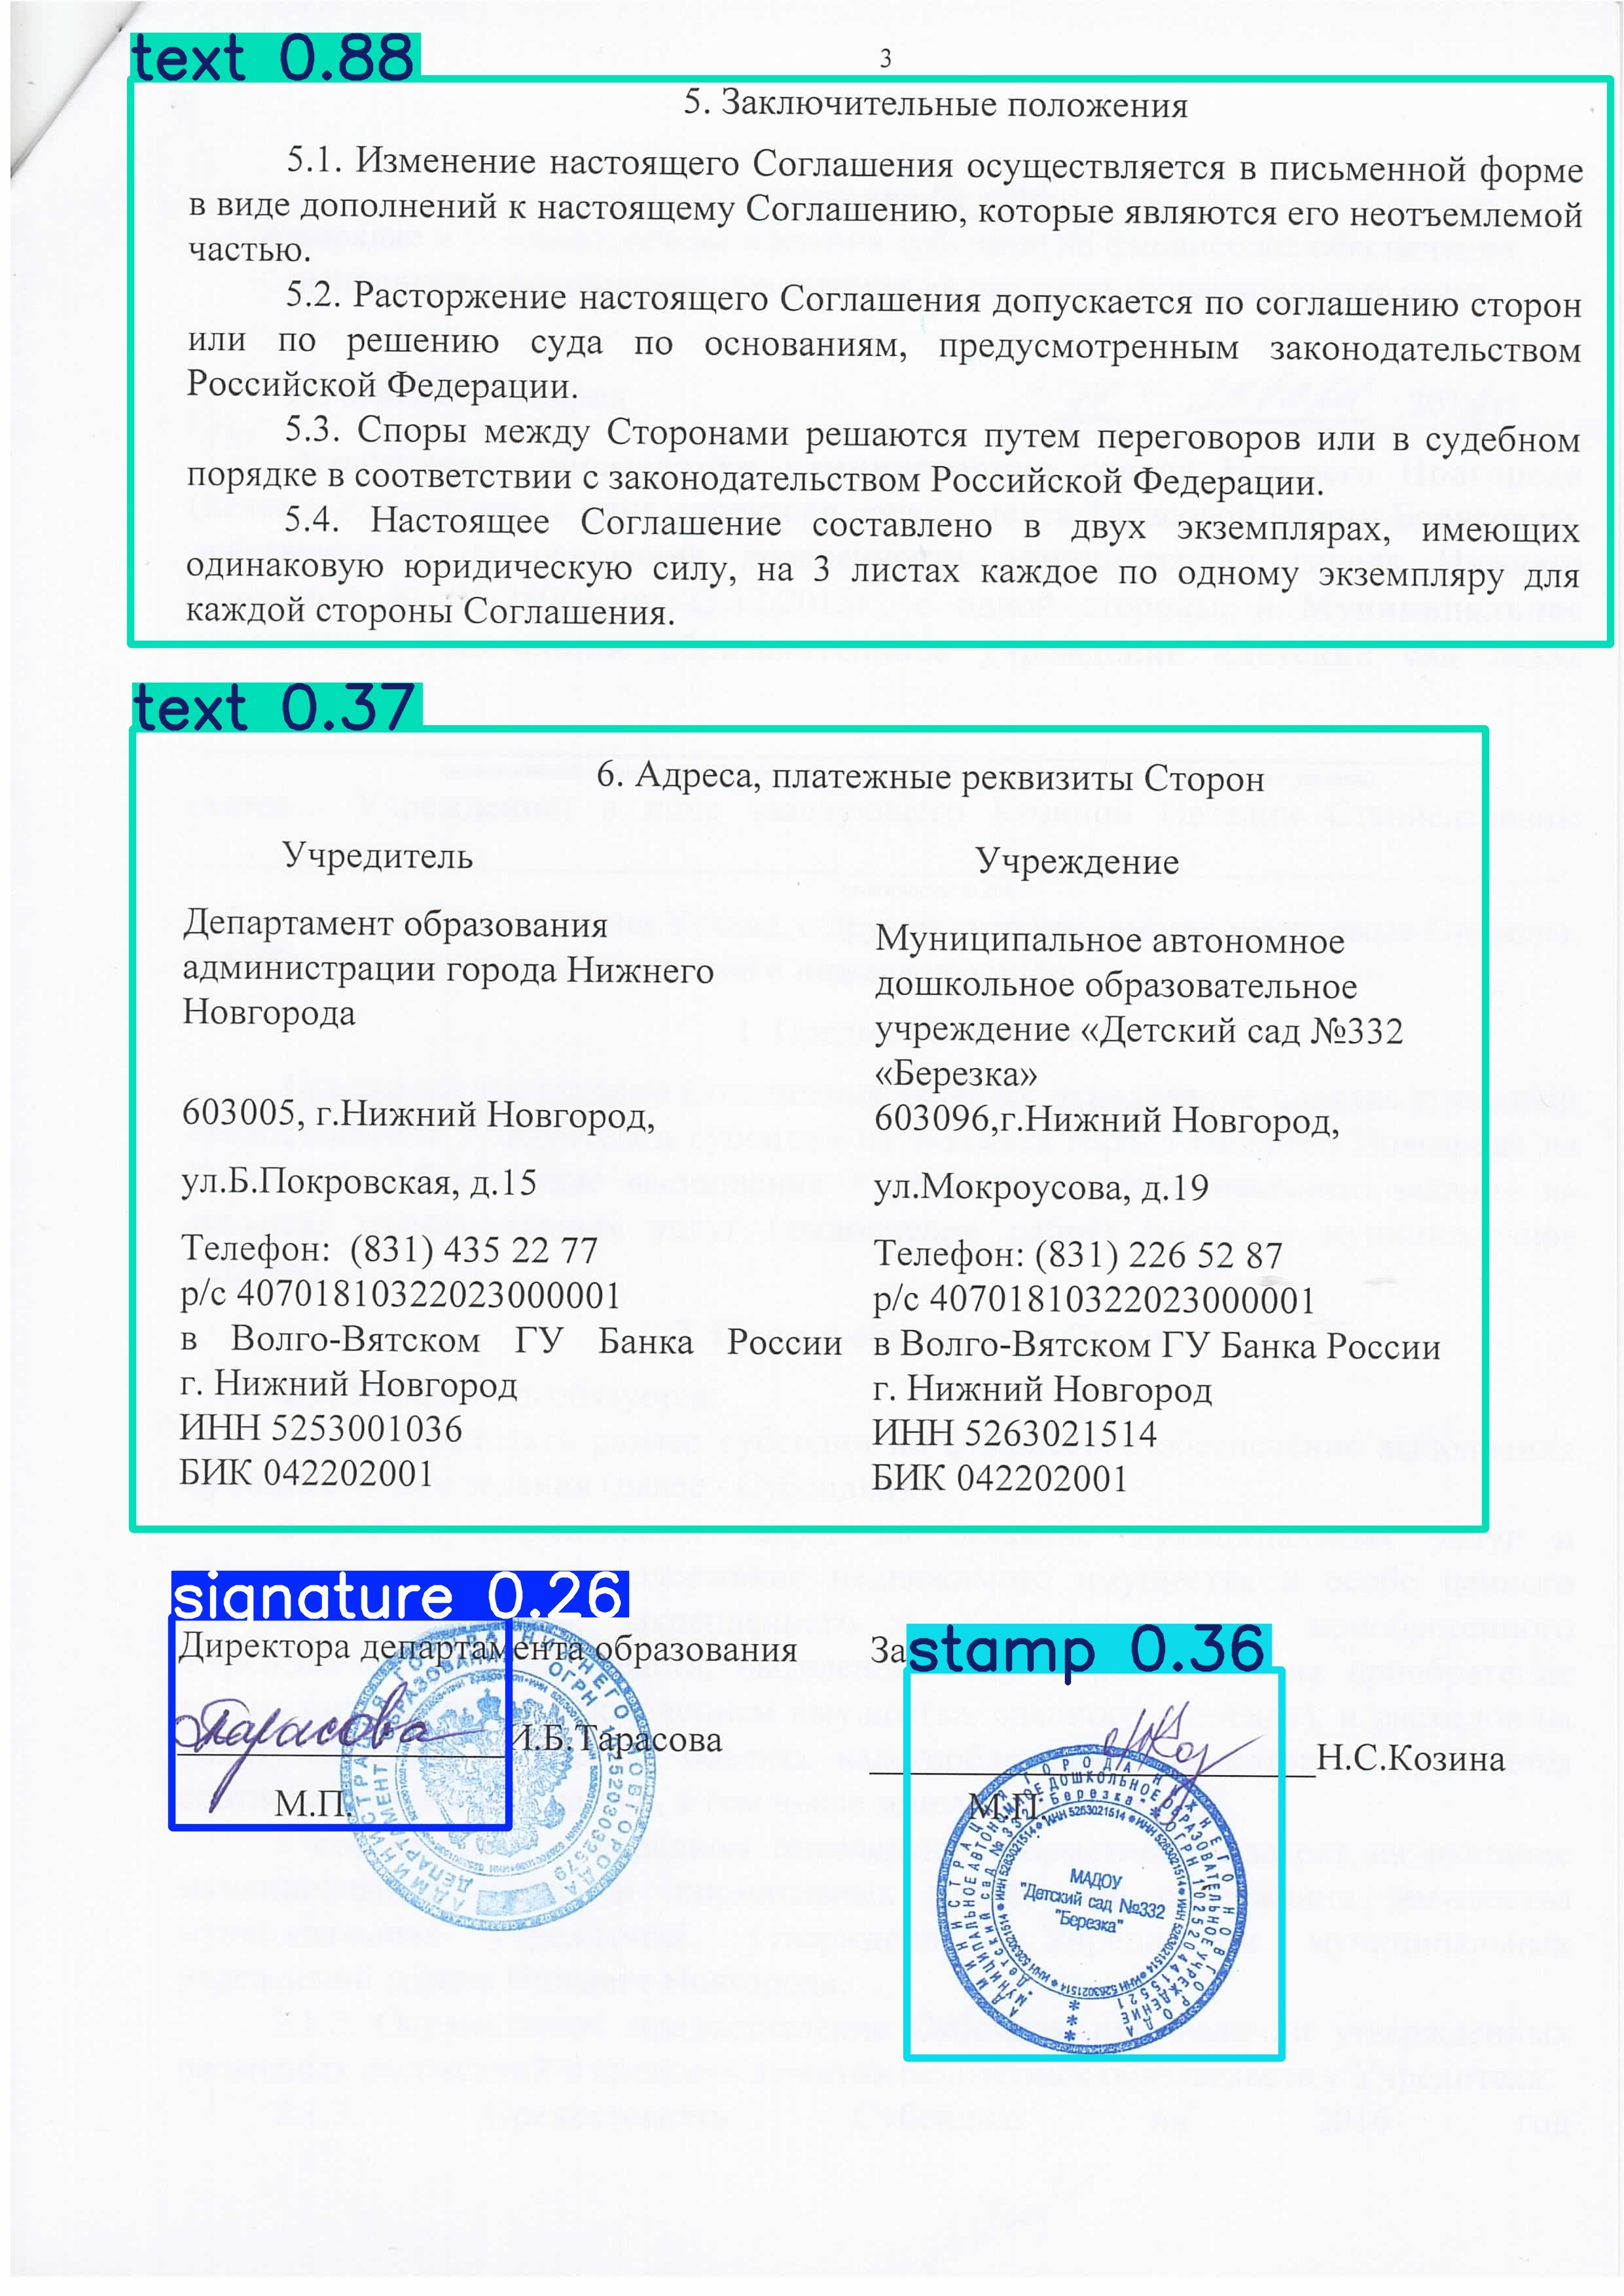 text 0.88
3
5. Заключительные положения
5.1. Изменение настоящего Соглашения осуществляется в письменной форме
в виде дополнений к настоящему Соглашению, которые являются его неотъемлемой
частью.
5.2. Расторжение настоящего Соглашения допускается по соглашению сторон
или по решению суда по основаниям, предусмотренным законодательством
Российской Федерации.
5.3. Споры между Сторонами решаются путем переговоров или в судебном
порядке в соответствии с законодательством Российской Федерации.
5.4. Настоящее Соглашение составлено в двух экземплярах, имеющих
одинаковую юридическую силу, на 3 листах каждое по одному экземпляру для
каждой стороны Соглашения.
text 0.37
6. Адреса, платежные реквизиты Сторон
Учредитель
Департамент образования
администрации города Нижнего
Новгорода
603005, г.Нижний Новгород,
ул.Б.Покровская, д.15
Телефон: (831) 435 22 77
р/с 40701810322023000001
в Волго-Вятском ГУ Банка России
г. Нижний Новгород
ИНН 5253001036
БИК 042202001
Учреждение
Муниципальное автономное
дошкольное образовательное
учреждение «Детский сад №332
«Березка»
603096,г.Нижний Новгород,
ул.Мокроусова, д.19
Телефон: (831) 226 52 87
р/с 40701810322023000001
в Волго-Вятском ГУ Банка России
г. Нижний Новгород
ИНН 5263021514
БИК 042202001
signature 0.26
Директора департамента образования
Тарасова
И.Б.Тарасова
М.П.
За
stamp 0.36
Н.С.Козина
М.П.
МАДОУ
"Детский сад №332
"Березка"